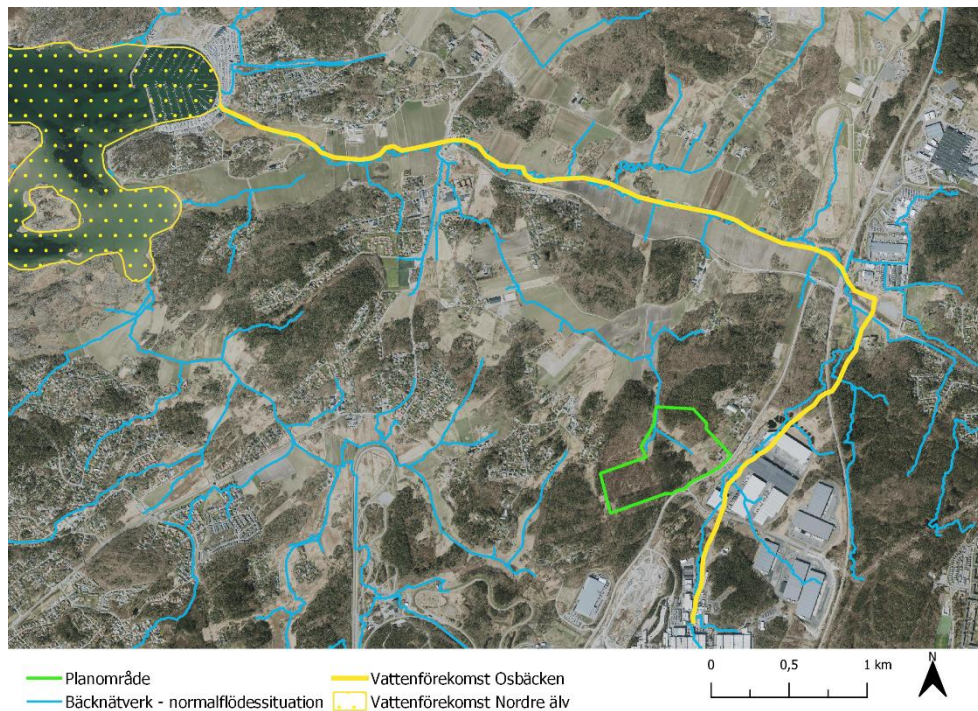 Planområde
Bäcknätverk - normalflödessituation
Vattenförekomst Osbäcken
Vattenförekomst Nordre älv
0 0,5 1 km
N